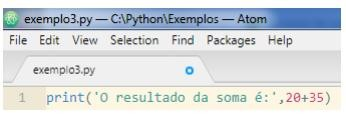 exemplo3.py — C:\Python\Exemplos — Atom
File Edit View Selection Find Packages Help
exemplo3.py
1 print('O resultado da soma é:',20+35)